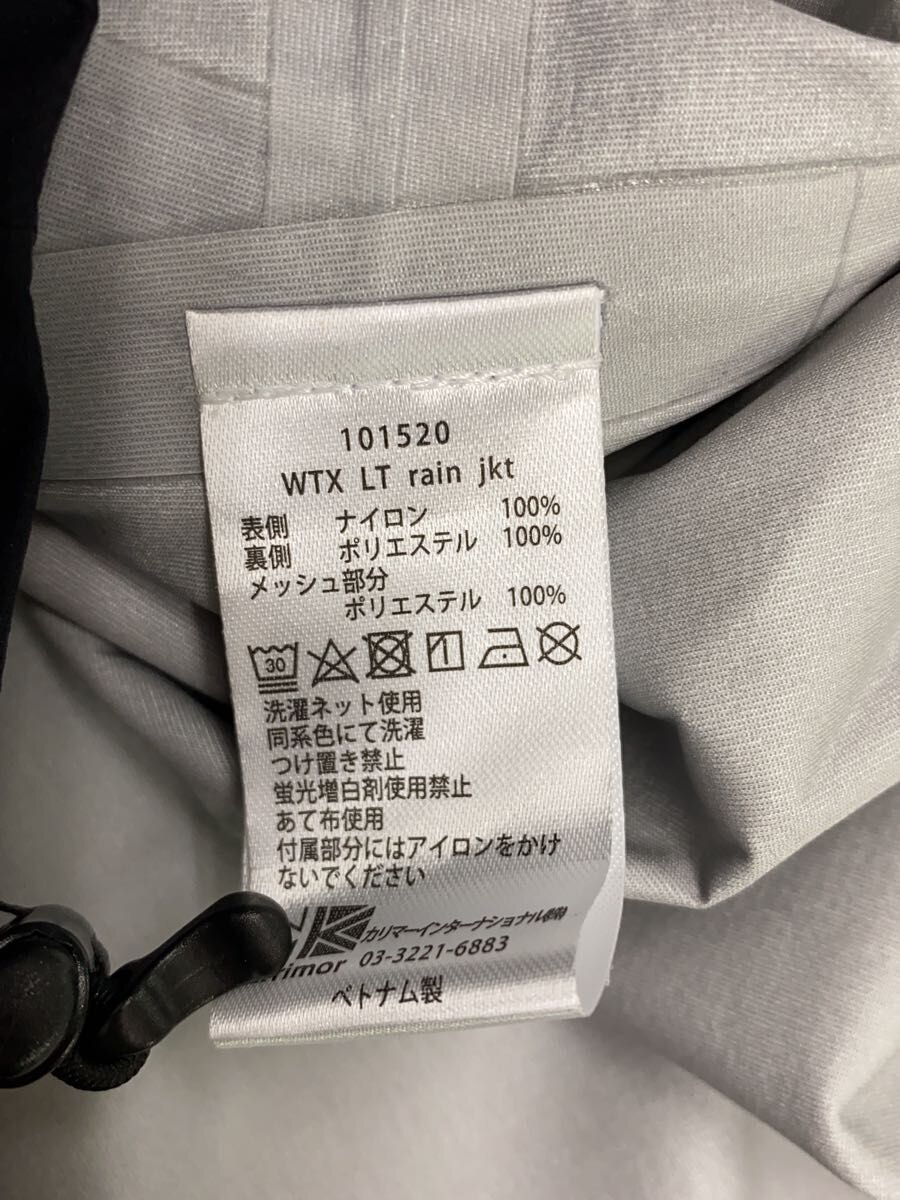 101520
WTX LT rain jkt
表側 ナイロン 100%
裏側 ポリエステル 100%
メッシュ部分
ポリエステル 100%
30
洗濯ネット使用
同系色にて洗濯
つけ置き禁止
蛍光増白剤使用禁止
あて布使用
付属部分にはアイロンをかけ
ないでください
カリマーインターナショナル㈱
03-3221-6883
ベトナム製